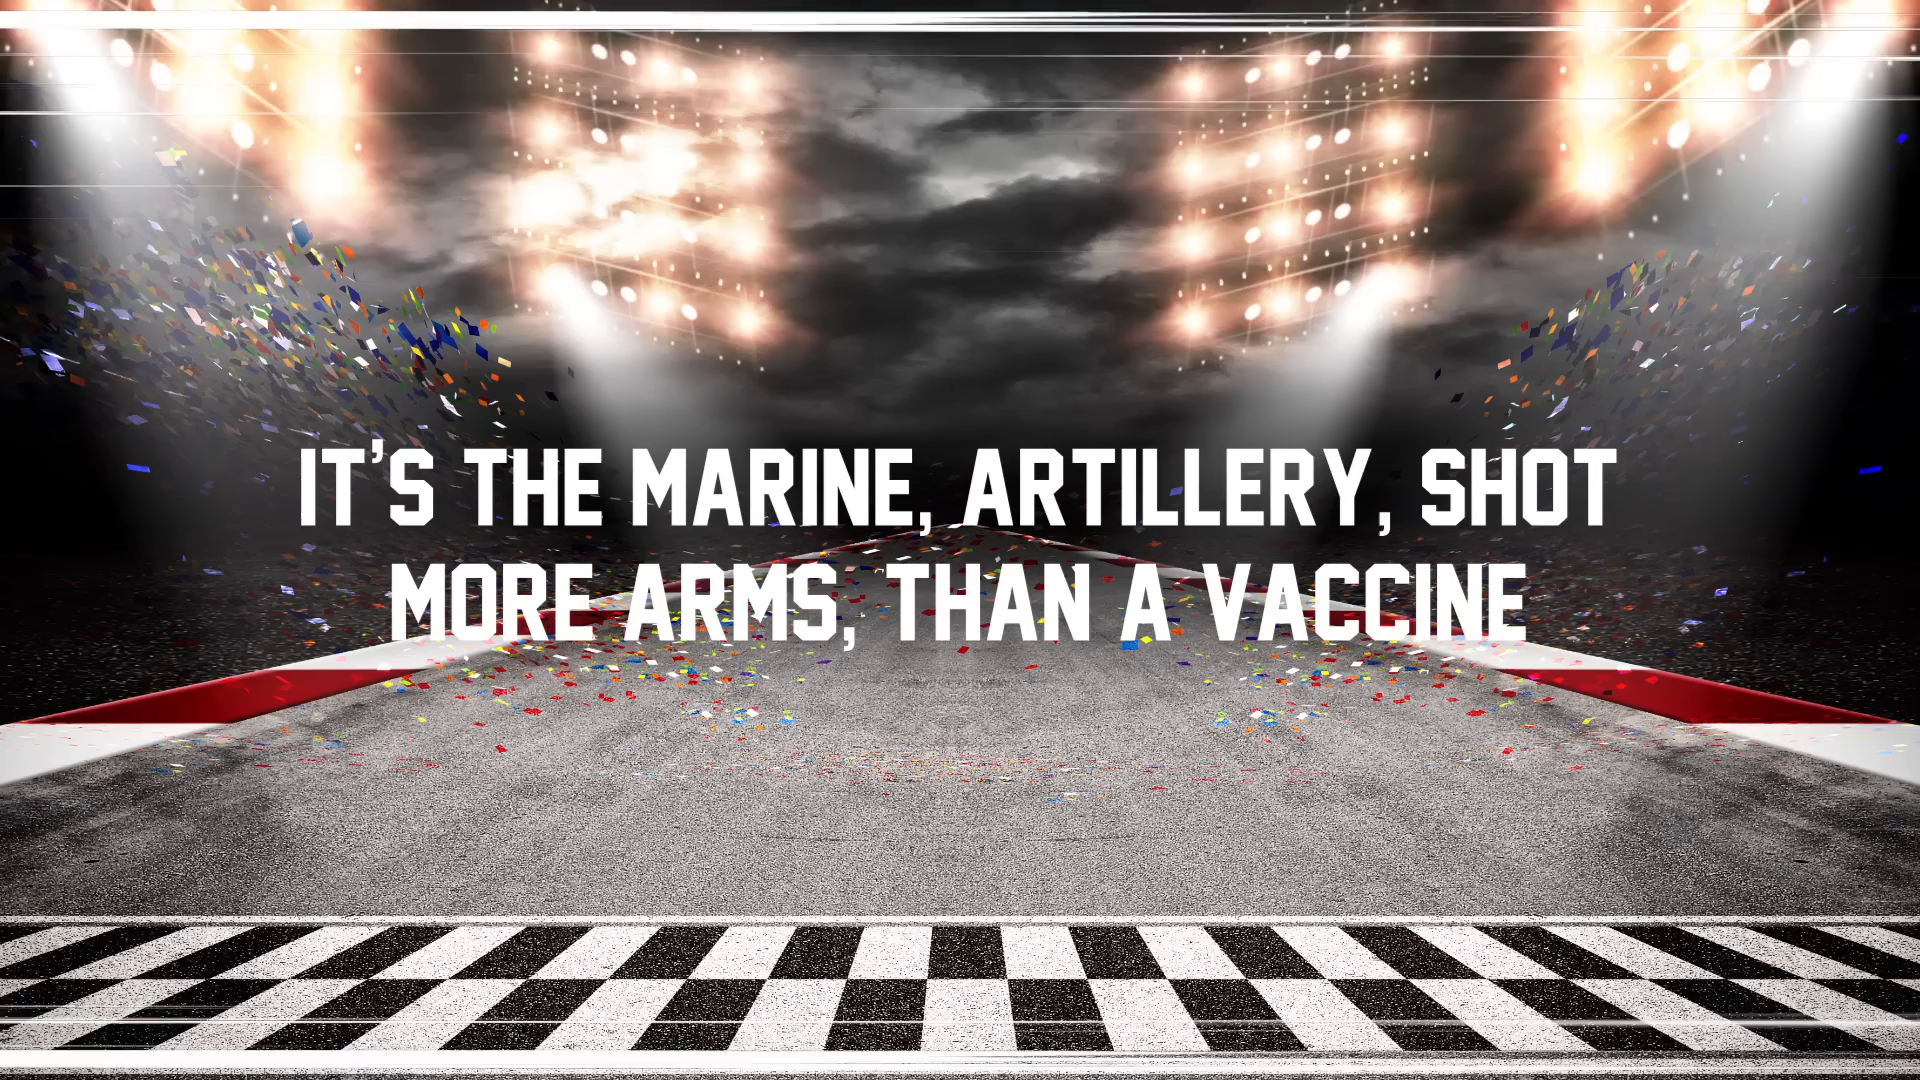 IT'S THE MARINE, ARTILLERY, SHOT
MORE ARMS, THAN A VACCINE